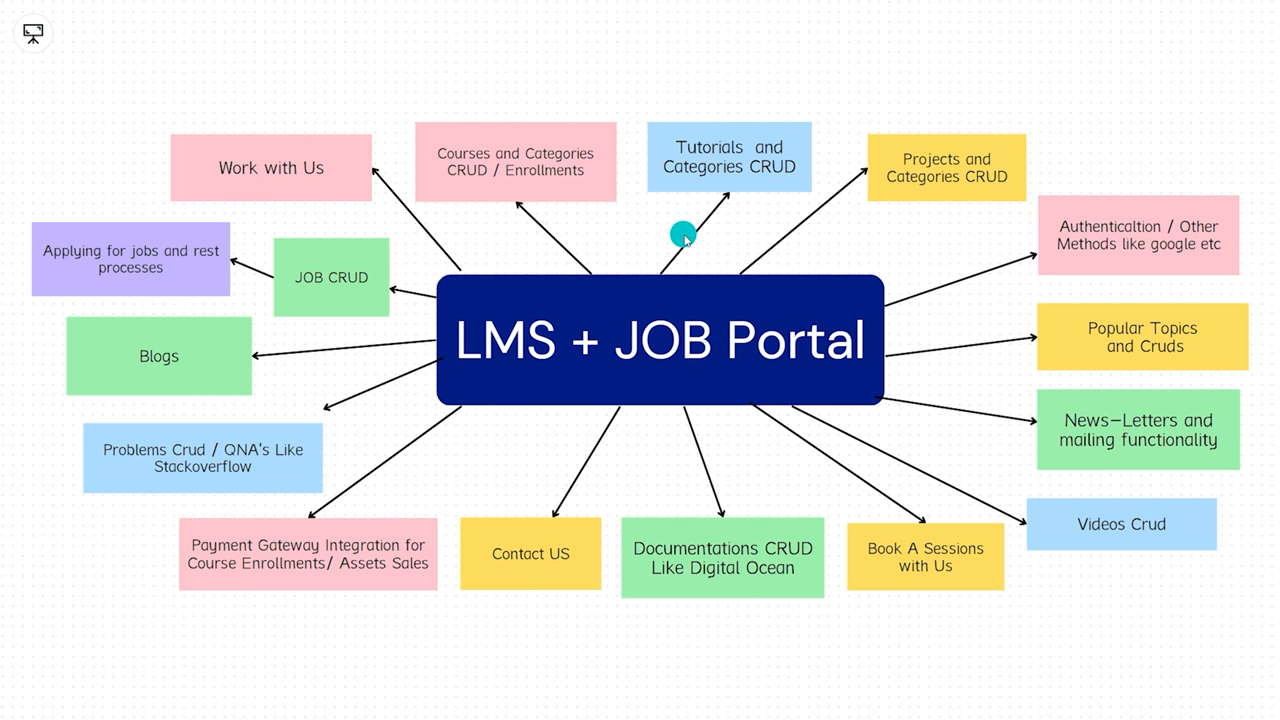 Work with Us
Courses and Categories
CRUD / Enrollments
Tutorials and
Categories CRUD
Projects and
Categories CRUD
Authenticaltion / Other
Methods like google etc
Applying for jobs and rest
processes
JOB CRUD
LMS + JOB Portal
Popular Topics
and Cruds
Blogs
News-Letters and
mailing functionality
Problems Crud / QNA's Like
Stackoverflow
Videos Crud
Payment Gateway Integration for
Course Enrollments/ Assets Sales
Contact US
Documentations CRUD
Like Digital Ocean
Book A Sessions
with Us